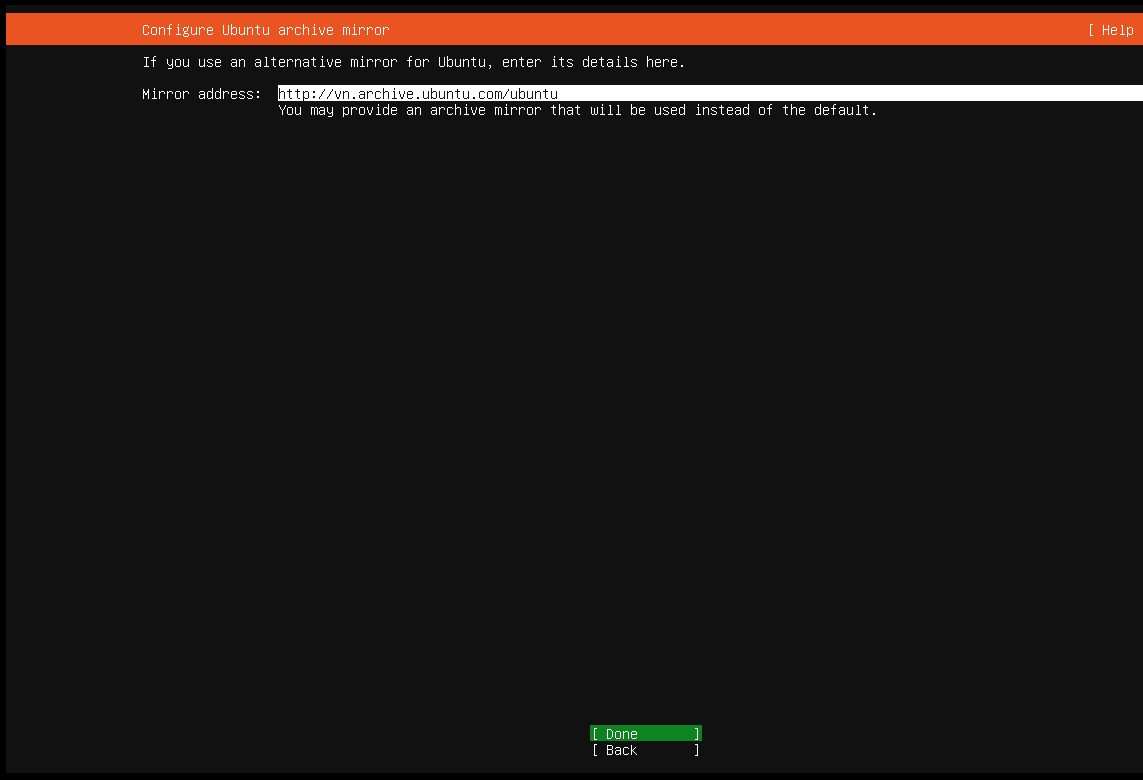 Configure Ubuntu archive mirror [ Help
If you use an alternative mirror for Ubuntu, enter its details here.
Mirror address: http://vn.archive.ubuntu.com/ubuntu
You may provide an archive mirror that will be used instead of the default.
[ Done ]
[ Back ]